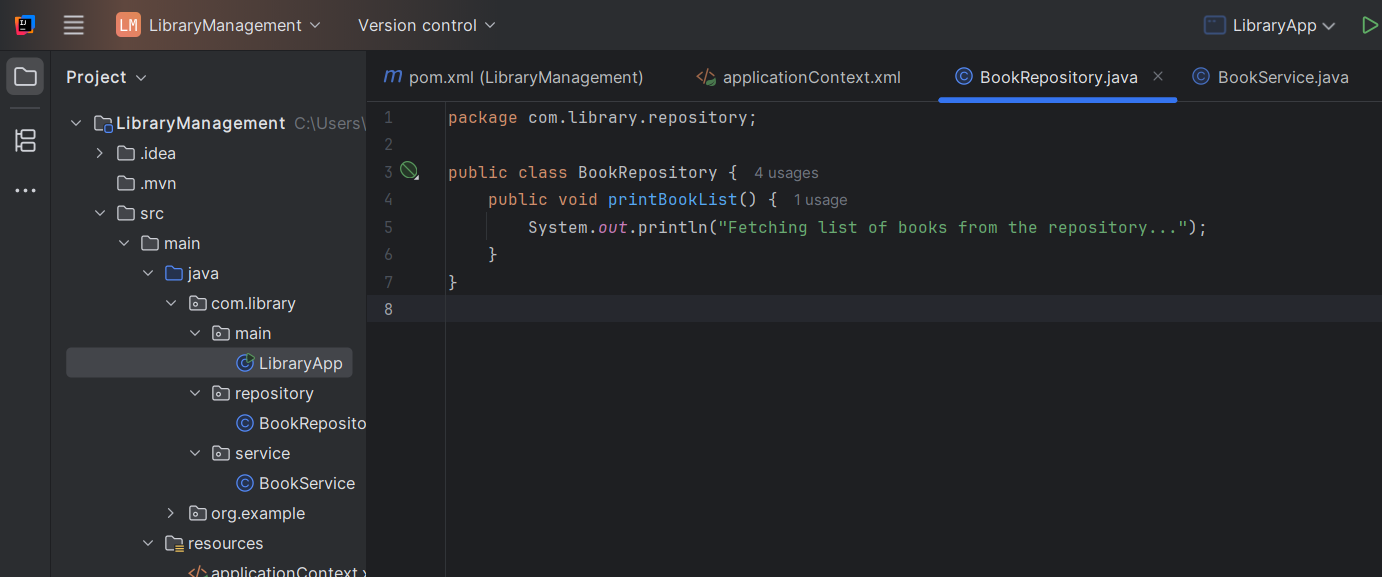 LM LibraryManagement Version control LibraryApp
Project
pom.xml (LibraryManagement) applicationContext.xml BookRepository.java BookService.java
LibraryManagement C:\Users\
.idea
.mvn
src
main
java
com.library
main
LibraryApp
repository
BookReposito
service
BookService
org.example
resources
applicationContext.x
1 package com.library.repository;
2
3 public class BookRepository { 4 usages
4 public void printBookList() { 1 usage
5 System.out.println("Fetching list of books from the repository...");
6 }
7 }
8